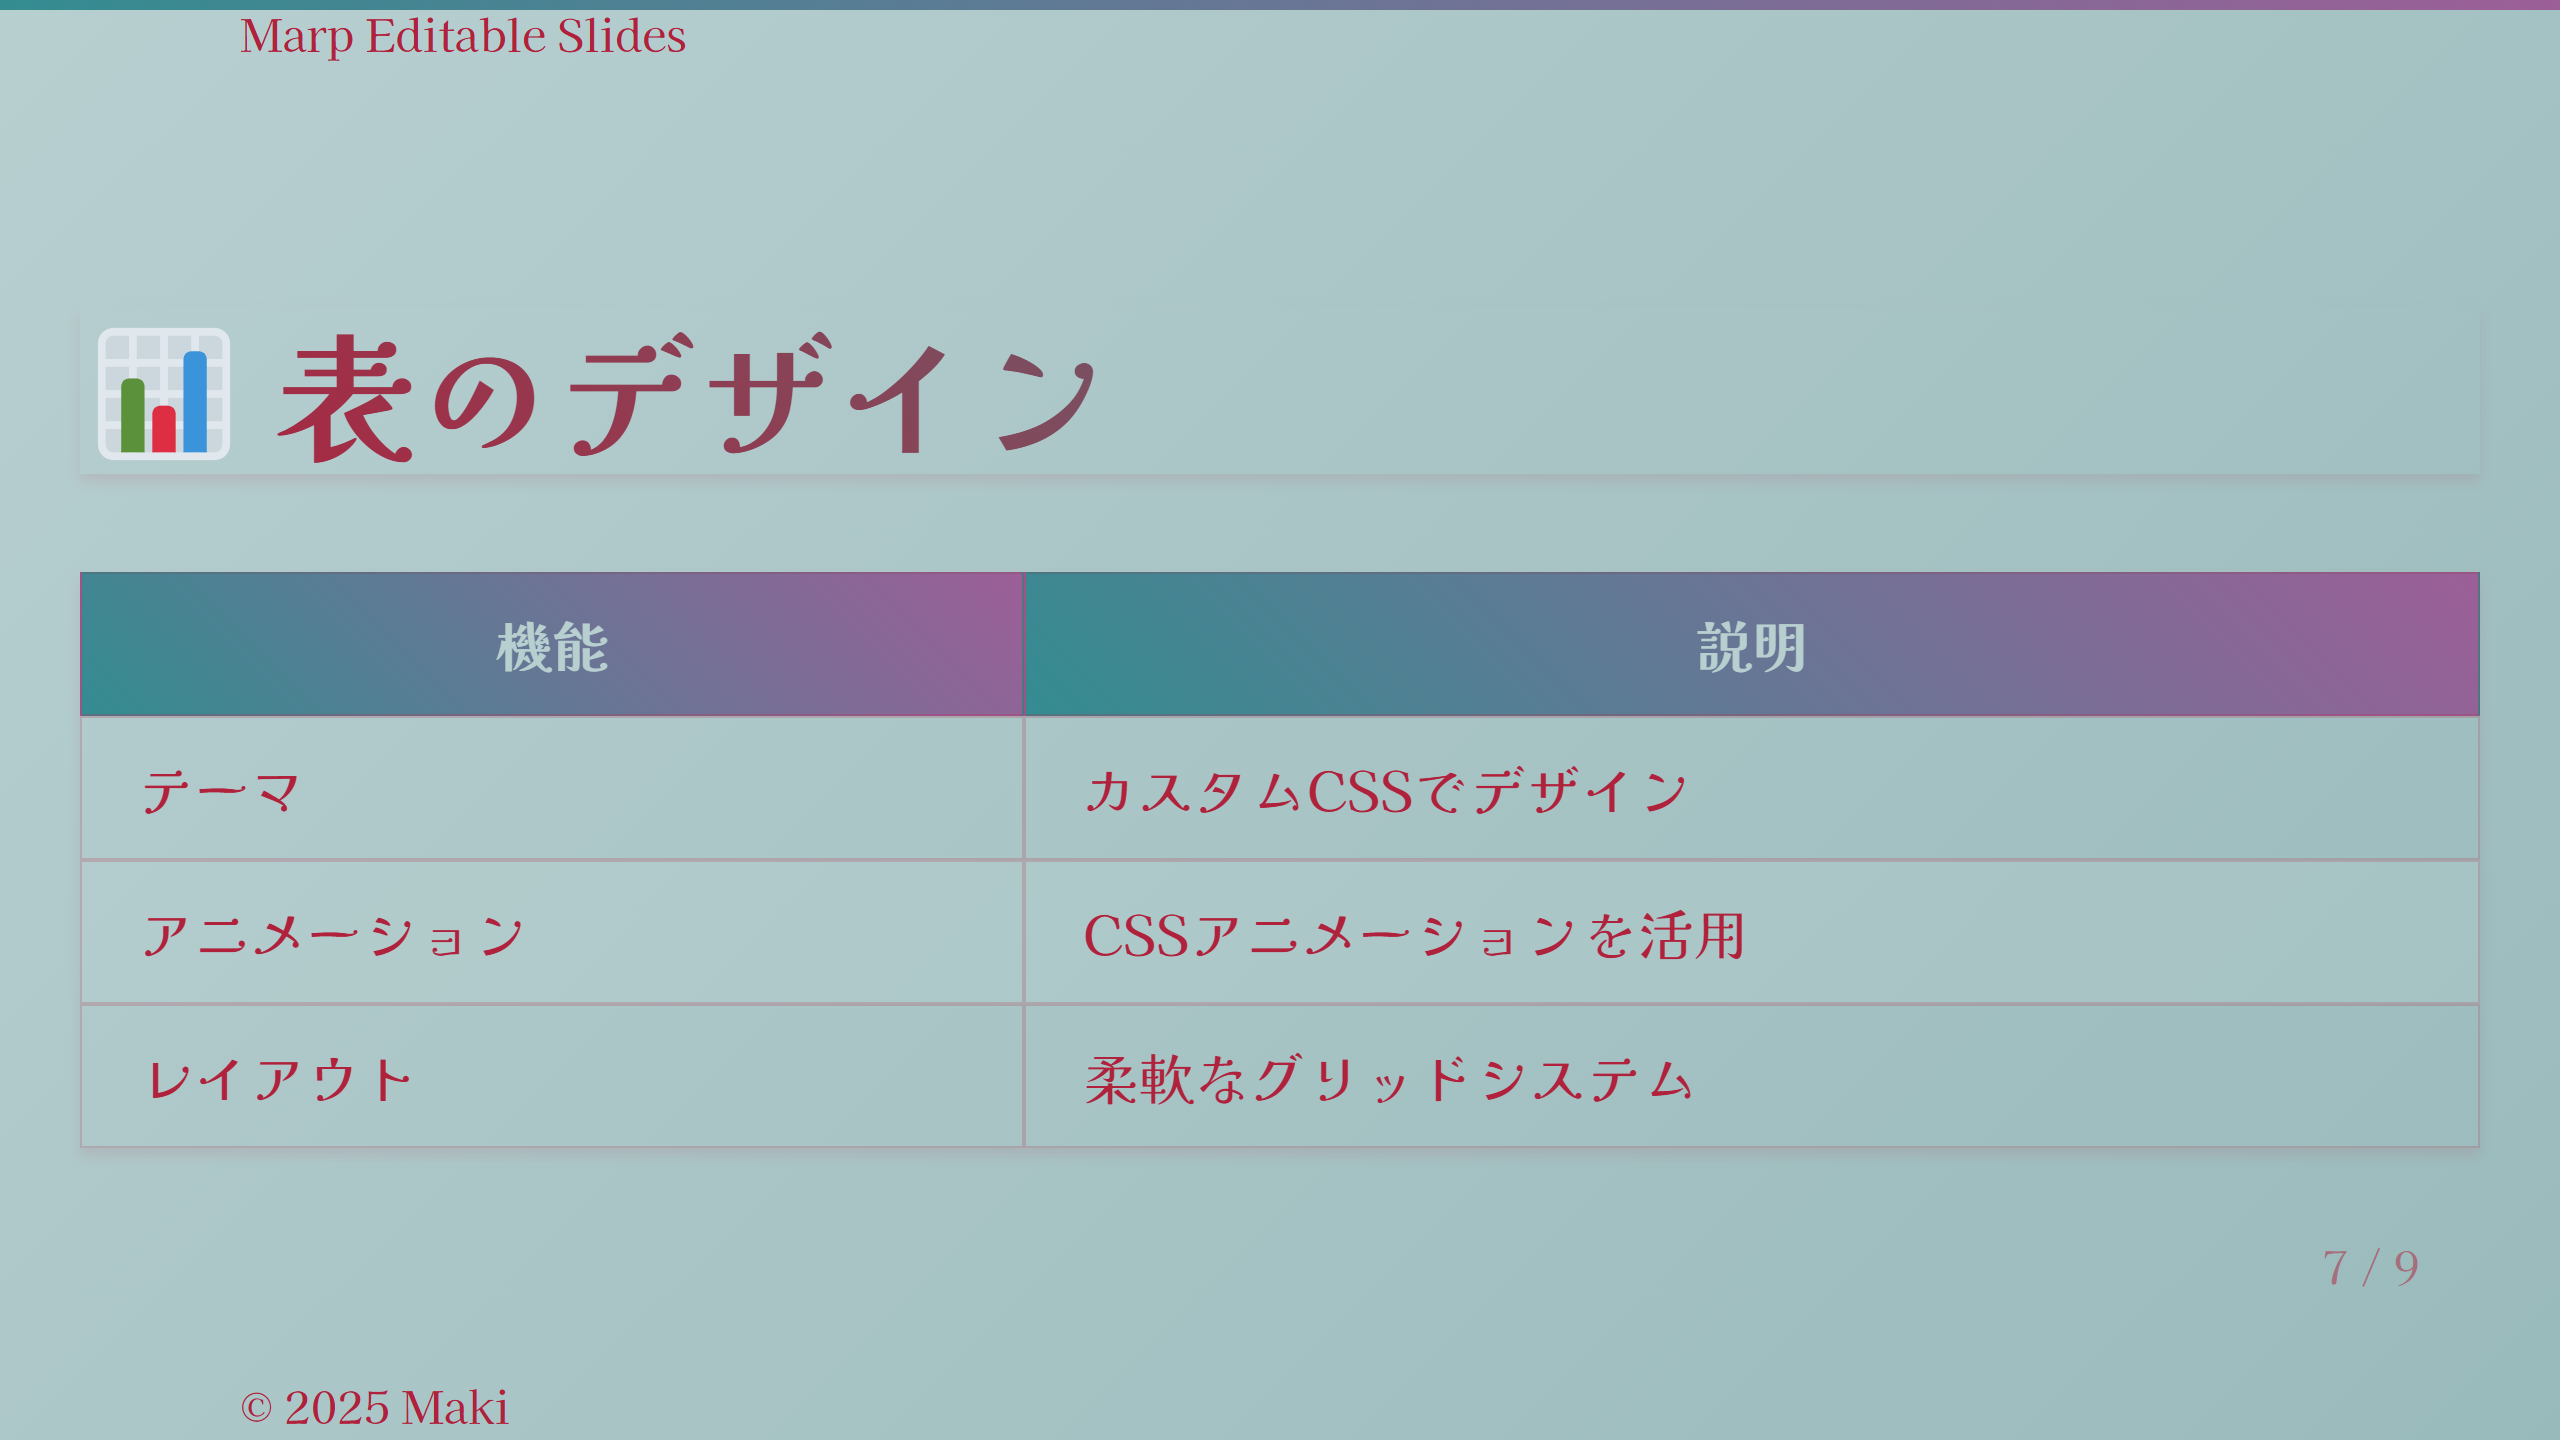 Marp Editable Slides
表のデザイン
機能 説明
テーマ カスタムCSSでデザイン
アニメーション CSSアニメーションを活用
レイアウト 柔軟なグリッドシステム
7 / 9
© 2025 Maki